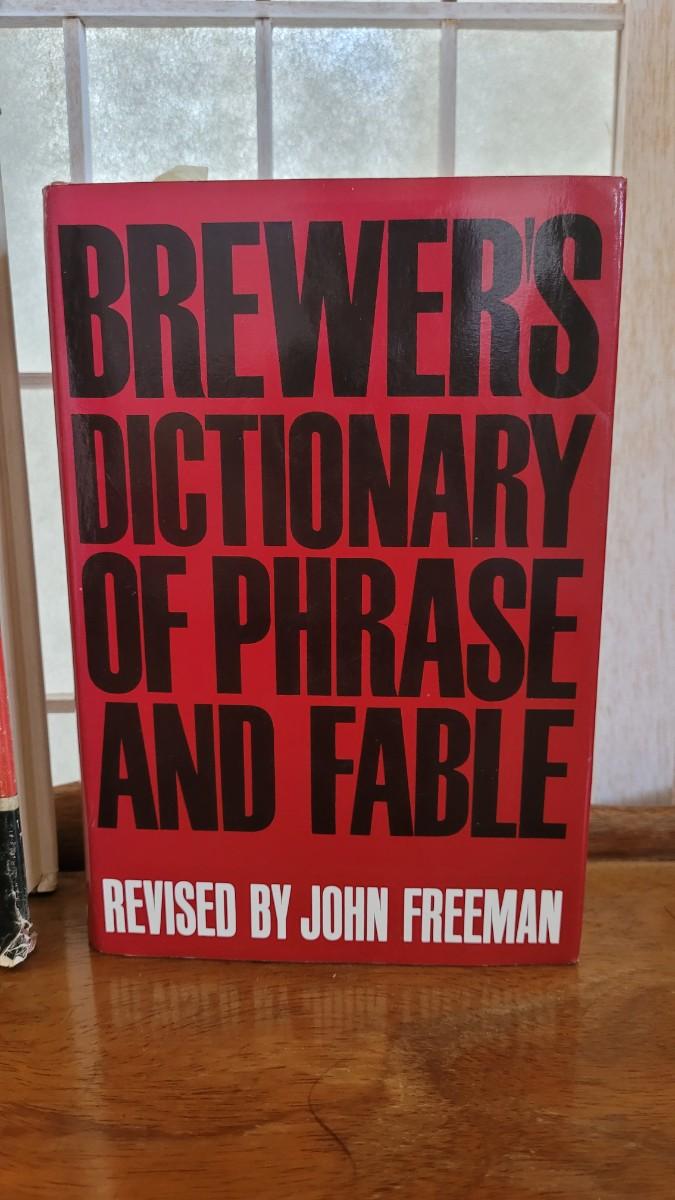 BREWER'S
DICTIONARY
OF PHRASE
AND FABLE
REVISED BY JOHN FREEMAN